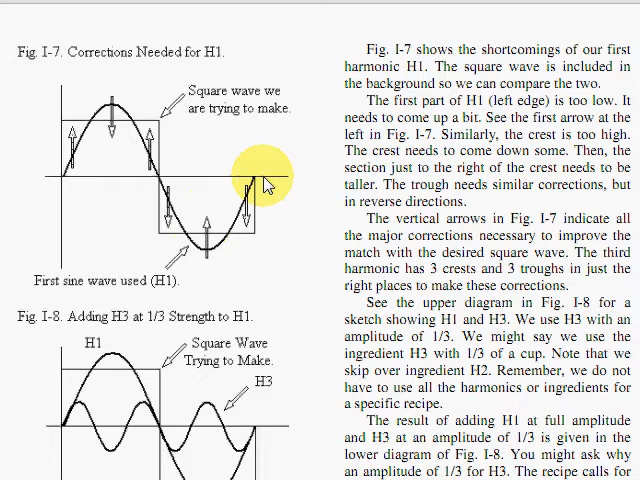 Fig. I-7. Corrections Needed for H1.
Square wave we
are trying to make.
First sine wave used (H1).
Fig. I-8. Adding H3 at 1/3 Strength to H1.
H1
Square Wave
Trying to Make.
H3
Fig. I-7 shows the shortcomings of our first
harmonic H1. The square wave is included in
the background so we can compare the two.
The first part of H1 (left edge) is too low. It
needs to come up a bit. See the first arrow at the
left in Fig. I-7. Similarly, the crest is too high.
The crest needs to come down some. Then, the
section just to the right of the crest needs to be
taller. The trough needs similar corrections, but
in reverse directions.
The vertical arrows in Fig. I-7 indicate all
the major corrections necessary to improve the
match with the desired square wave. The third
harmonic has 3 crests and 3 troughs in just the
right places to make these corrections.
See the upper diagram in Fig. I-8 for a
sketch showing H1 and H3. We use H3 with an
amplitude of 1/3. We might say we use the
ingredient H3 with 1/3 of a cup. Note that we
skip over ingredient H2. Remember, we do not
have to use all the harmonics or ingredients for
a specific recipe.
The result of adding H1 at full amplitude
and H3 at an amplitude of 1/3 is given in the
lower diagram of Fig. I-8. You might ask why
an amplitude of 1/3 for H3. The recipe calls for